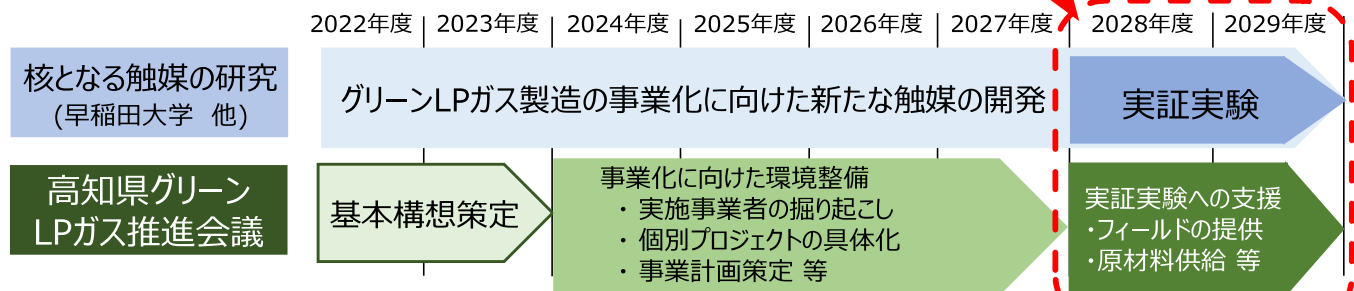 2022年度 2023年度 2024年度 2025年度 2026年度 2027年度 2028年度 2029年度
核となる触媒の研究
(早稲田大学 他)
グリーンLPガス製造の事業化に向けた新たな触媒の開発
実証実験
高知県グリーン
LPガス推進会議
基本構想策定
事業化に向けた環境整備
・ 実施事業者の掘り起こし
・ 個別プロジェクトの具体化
・ 事業計画策定 等
実証実験への支援
・フィールドの提供
・原材料供給 等